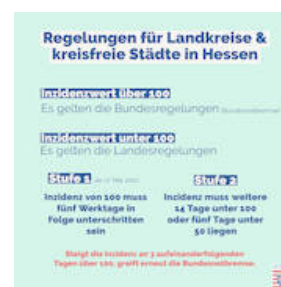 Regelungen für Landkreise &
kreisfreie Städte in Hessen
Inzidenzwert über 100
Es gelten die Bundesregelungen
Inzidenzwert unter 100
Es gelten die Landesregelungen
Stufe 1
Inzidenz von 100 muss
fünf Werktage in
Folge unterschritten
sein
Stufe 2
Inzidenz muss weitere
14 Tage unter 100
oder fünf Tage unter
50 liegen
Steigt die Inzidenz an 3 aufeinanderfolgenden
Tagen über 100, greift erneut die Bundesnotbremse.